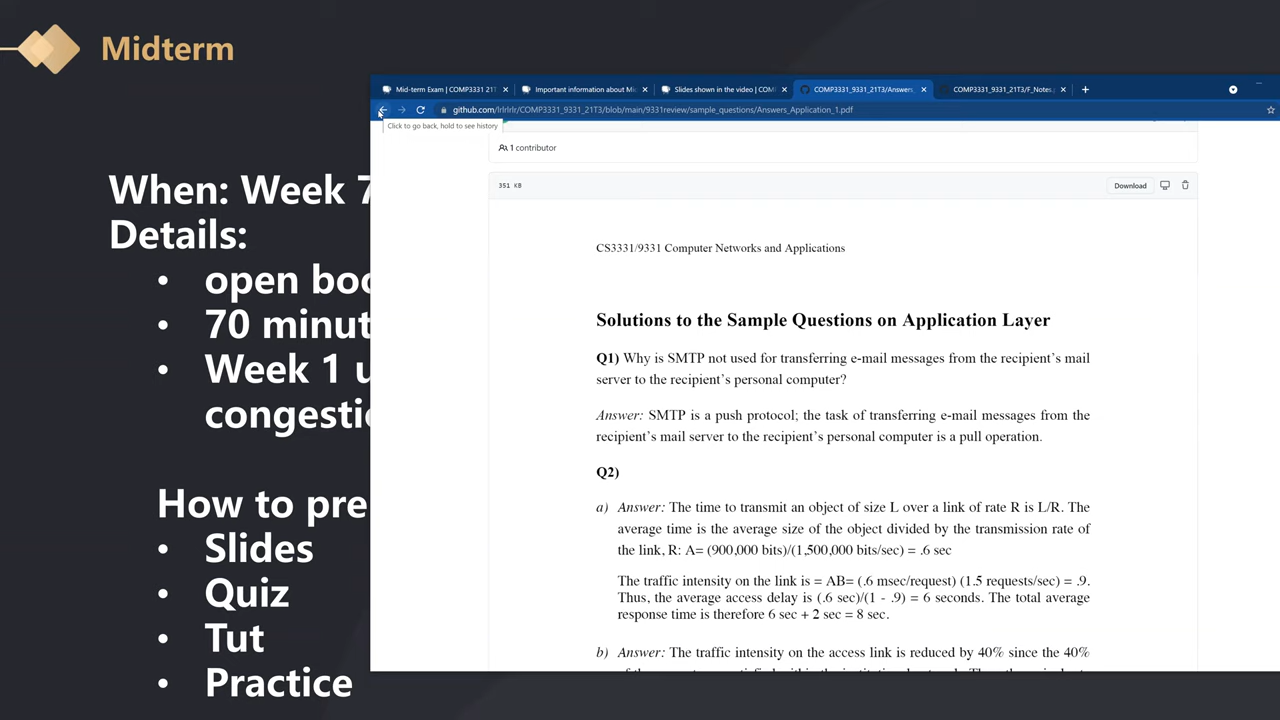 Midterm
When: Week 7
Details:
• open boo
• 70 minut
• Week 1 u
congestio
How to pre
• Slides
• Quiz
• Tut
• Practice
Mid-term Exam | COMP3331 21T
Important information about Mi
Slides shown in the video | COM
COMP3331_9331_21T3/Answers_
COMP3331_9331_21T3/F_Notes.p
github.com/lrlrlrlr/COMP3331_9331_21T3/blob/main/9331review/sample_questions/Answers_Application_1.pdf
Click to go back, hold to see history
1 contributor
351 KB
Download
CS3331/9331 Computer Networks and Applications
Solutions to the Sample Questions on Application Layer
Q1) Why is SMTP not used for transferring e-mail messages from the recipient's mail
server to the recipient's personal computer?
Answer: SMTP is a push protocol; the task of transferring e-mail messages from the
recipient's mail server to the recipient's personal computer is a pull operation.
Q2)
a) Answer: The time to transmit an object of size L over a link of rate R is L/R. The
average time is the average size of the object divided by the transmission rate of
the link, R: A= (900,000 bits)/(1,500,000 bits/sec) = .6 sec
The traffic intensity on the link is = AB= (.6 msec/request) (1.5 requests/sec) = .9.
Thus, the average access delay is (.6 sec)/(1 - .9) = 6 seconds. The total average
response time is therefore 6 sec + 2 sec = 8 sec.
b) Answer: The traffic intensity on the access link is reduced by 40% since the 40%